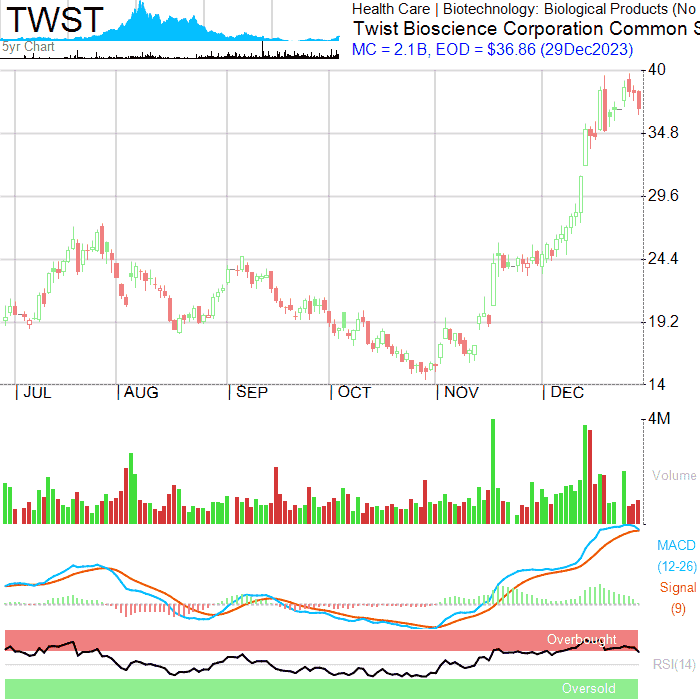 TWST
5yr Chart
Health Care | Biotechnology: Biological Products (No
Twist Bioscience Corporation Common S
MC = 2.1B, EOD = $36.86 (29Dec2023)
40
34.8
29.6
24.4
19.2
14
JUL AUG SEP OCT NOV DEC
4M
Volume
MACD
(12-26)
Signal
(9)
Overbought
RSI(14)
Oversold